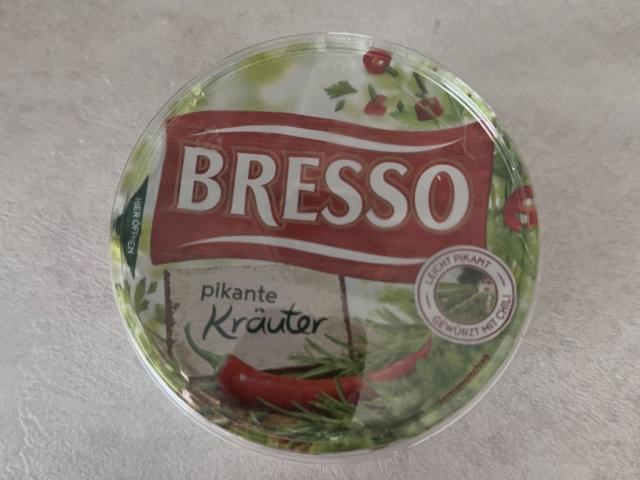 BRESSO
HIER ÖFFNEN
pikante
Kräuter
LEICHT PIKANT
GEWÜRZT MIT CHILI